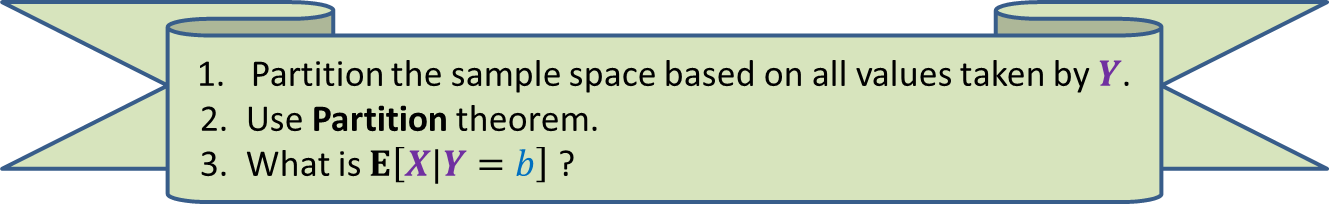 1. Partition the sample space based on all values taken by Y.
2. Use Partition theorem.
3. What is E[X|Y = b] ?